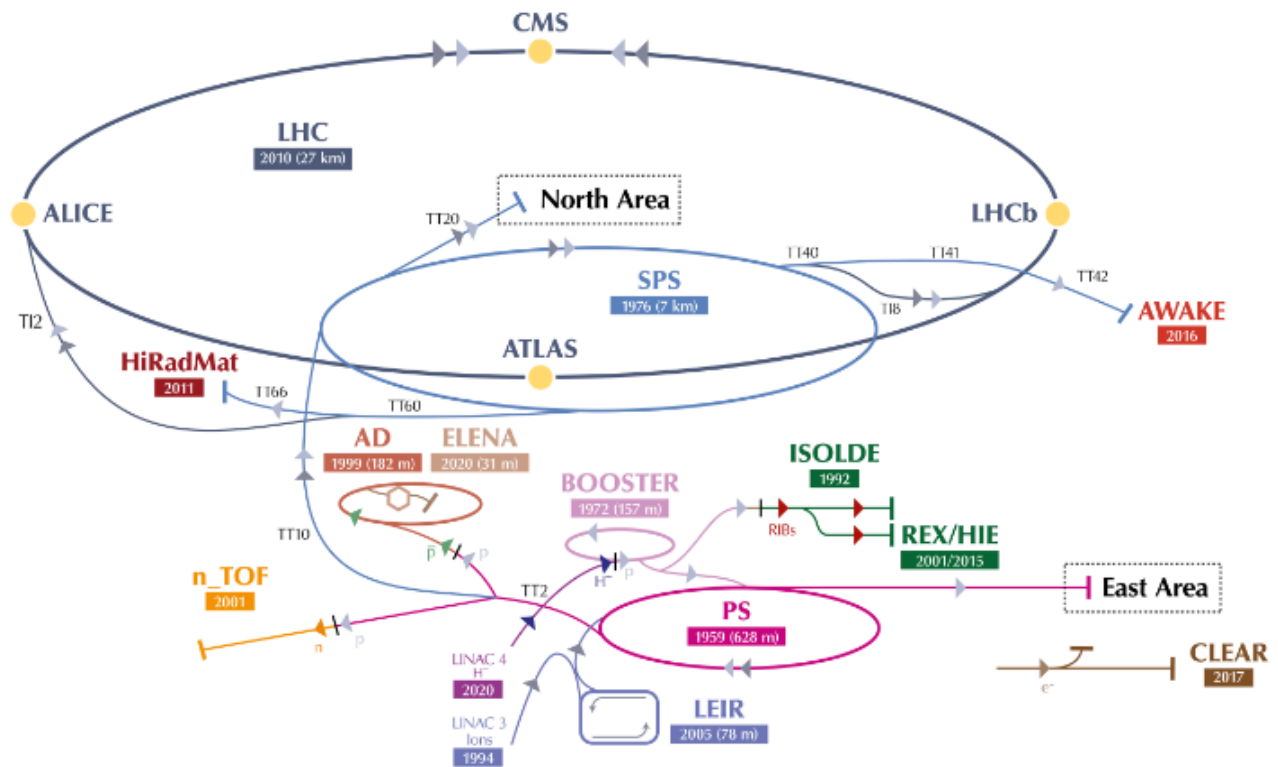 CMS
LHC
2010 (27 km)
North Area
ALICE
TT20
LHCb
TT40
TT41
SPS
1976 (7 km)
TT42
TI2
TI8
AWAKE
2016
ATLAS
HiRadMat
2011
TT66
TT60
AD
1999 (182 m)
ELENA
2020 (31 m)
ISOLDE
1992
BOOSTER
1972 (157 m)
RIBs
REX/HIE
2001/2015
TT10
p̅
p
H⁻
p
n_TOF
2001
TT2
East Area
PS
1959 (628 m)
n
p
LINAC 4
H⁻
2020
CLEAR
2017
e⁻
LINAC 3
Ions
1994
LEIR
2005 (78 m)